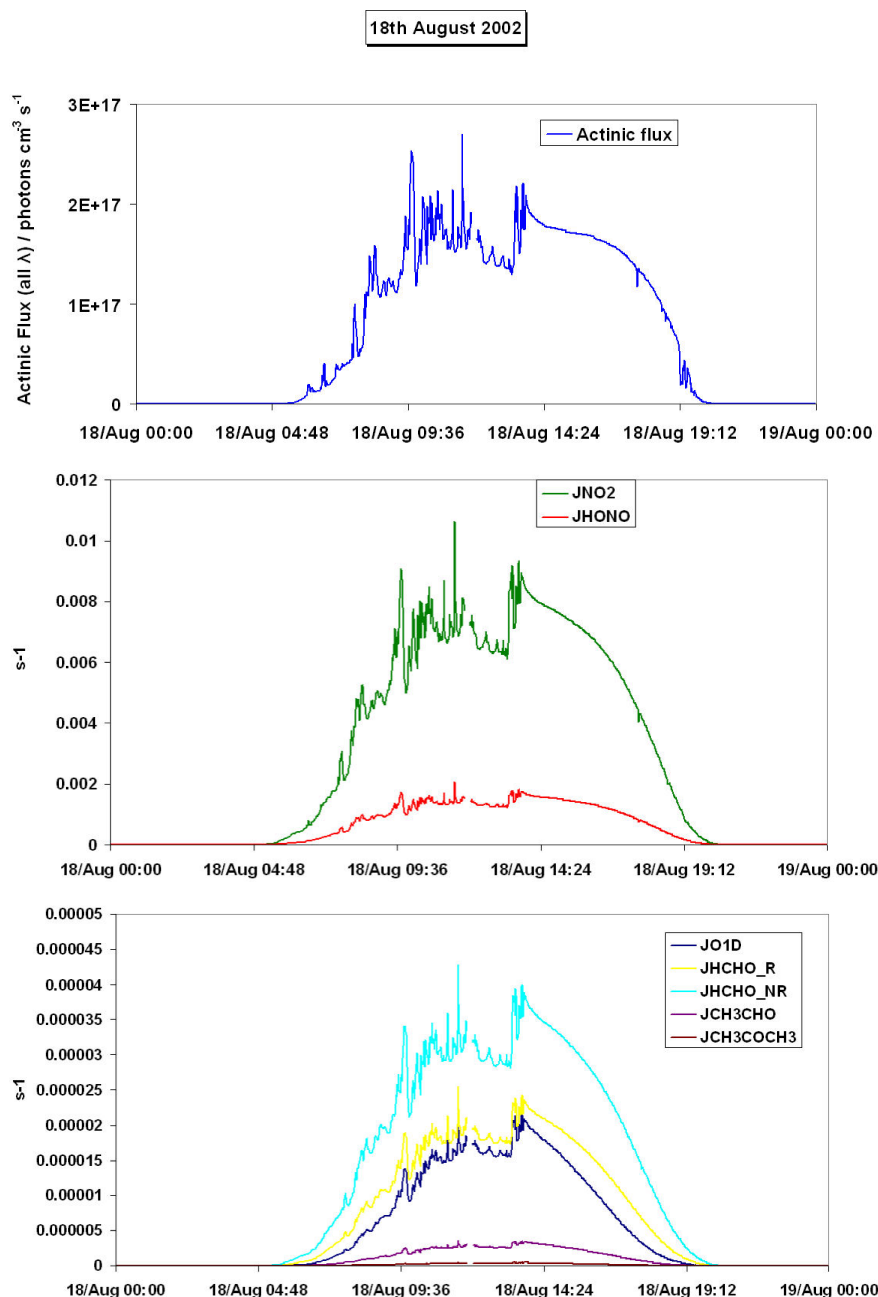 18th August 2002
Actinic Flux (all λ) / photons cm-3 s-1
3E+17
2E+17
1E+17
0
Actinic flux
18/Aug 00:00 18/Aug 04:48 18/Aug 09:36 18/Aug 14:24 18/Aug 19:12 19/Aug 00:00
s-1
0.012
0.01
0.008
0.006
0.004
0.002
0
JNO2
JHONO
18/Aug 00:00 18/Aug 04:48 18/Aug 09:36 18/Aug 14:24 18/Aug 19:12 19/Aug 00:00
s-1
0.00005
0.000045
0.00004
0.000035
0.00003
0.000025
0.00002
0.000015
0.00001
0.000005
0
JO1D
JHCHO_R
JHCHO_NR
JCH3CHO
JCH3COCH3
18/Aug 00:00 18/Aug 04:48 18/Aug 09:36 18/Aug 14:24 18/Aug 19:12 19/Aug 00:00